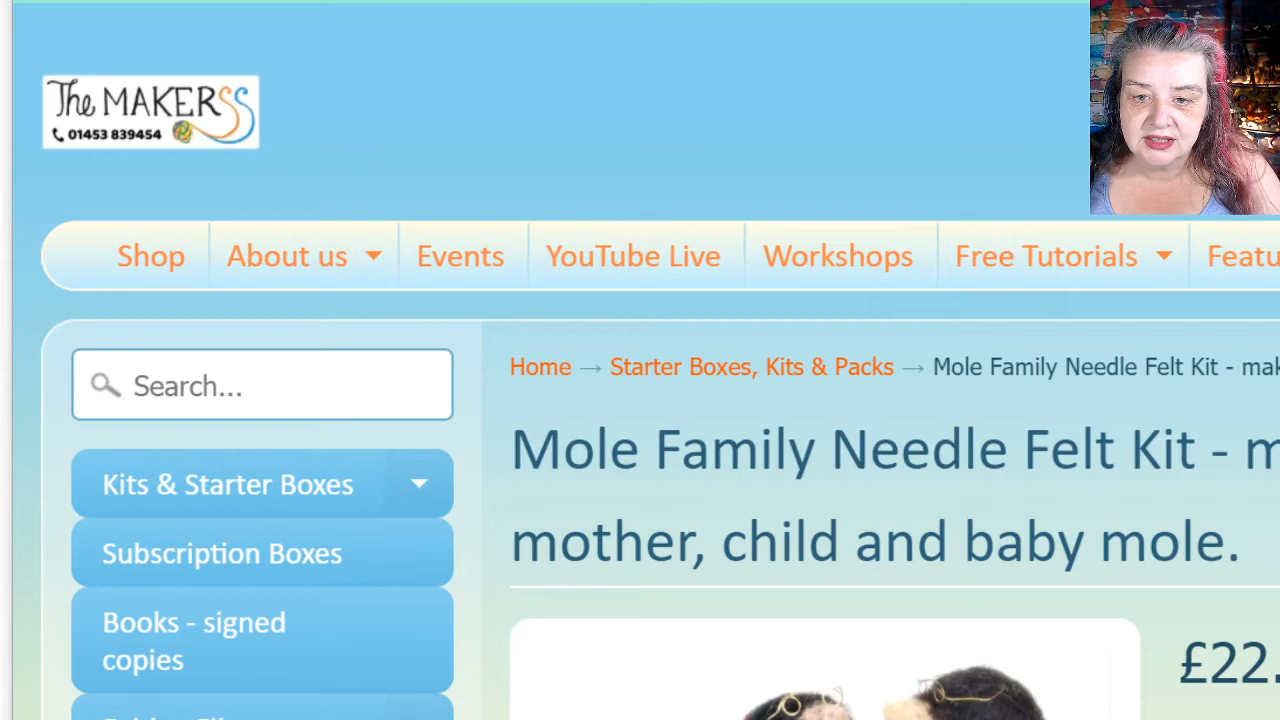 The MAKERSS
01453 839454
Shop About us Events YouTube Live Workshops Free Tutorials
Search...
Home → Starter Boxes, Kits & Packs → Mole Family Needle Felt Kit -
Mole Family Needle Felt Kit -
mother, child and baby mole.
Kits & Starter Boxes
Subscription Boxes
Books - signed
copies
£22.